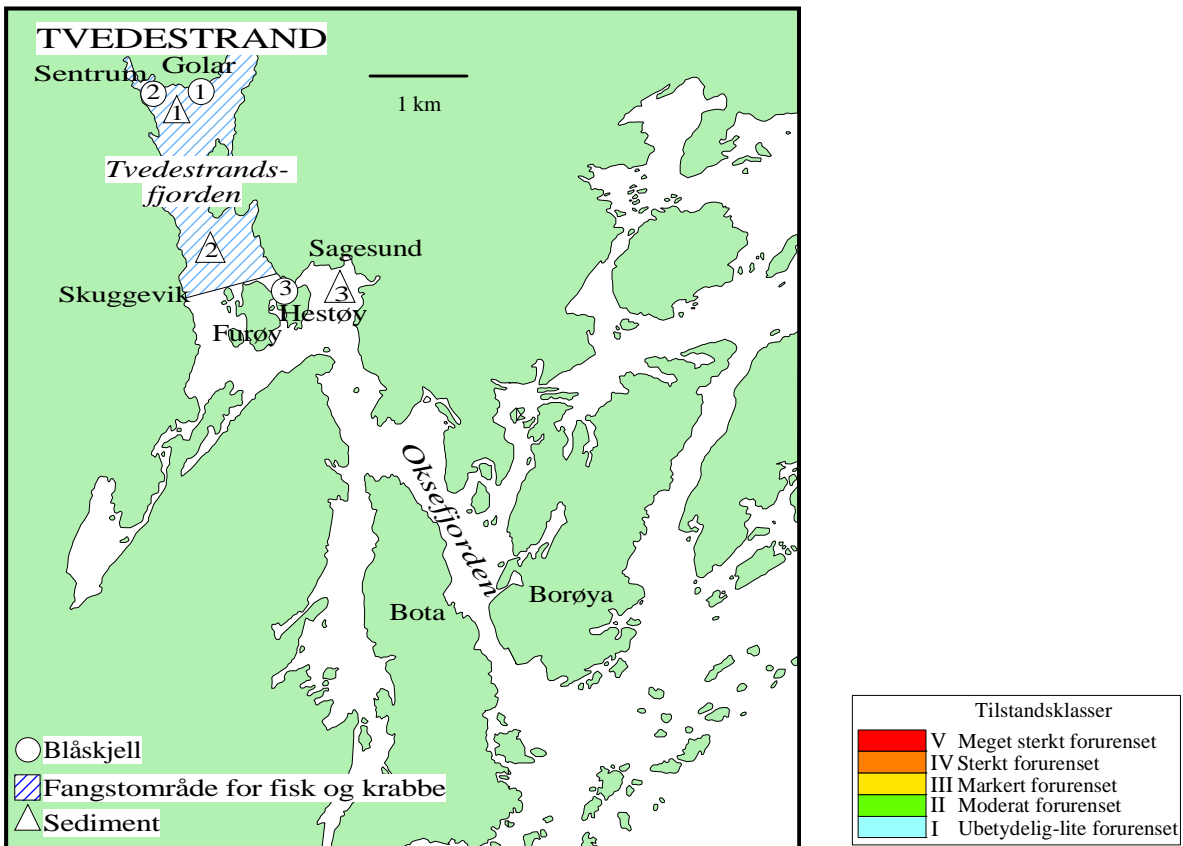 TVEDESTRAND
Sentrum
Golar
2
1
1
1 km
Tvedestrands-
fjorden
2
Sagesund
Skuggevik
3
3
Hestøy
Furøy
Oksefjorden
Bota
Borøya
Blåskjell
Fangstområde for fisk og krabbe
Sediment
Tilstandsklasser
V Meget sterkt forurenset
IV Sterkt forurenset
III Markert forurenset
II Moderat forurenset
I Ubetydelig-lite forurenset